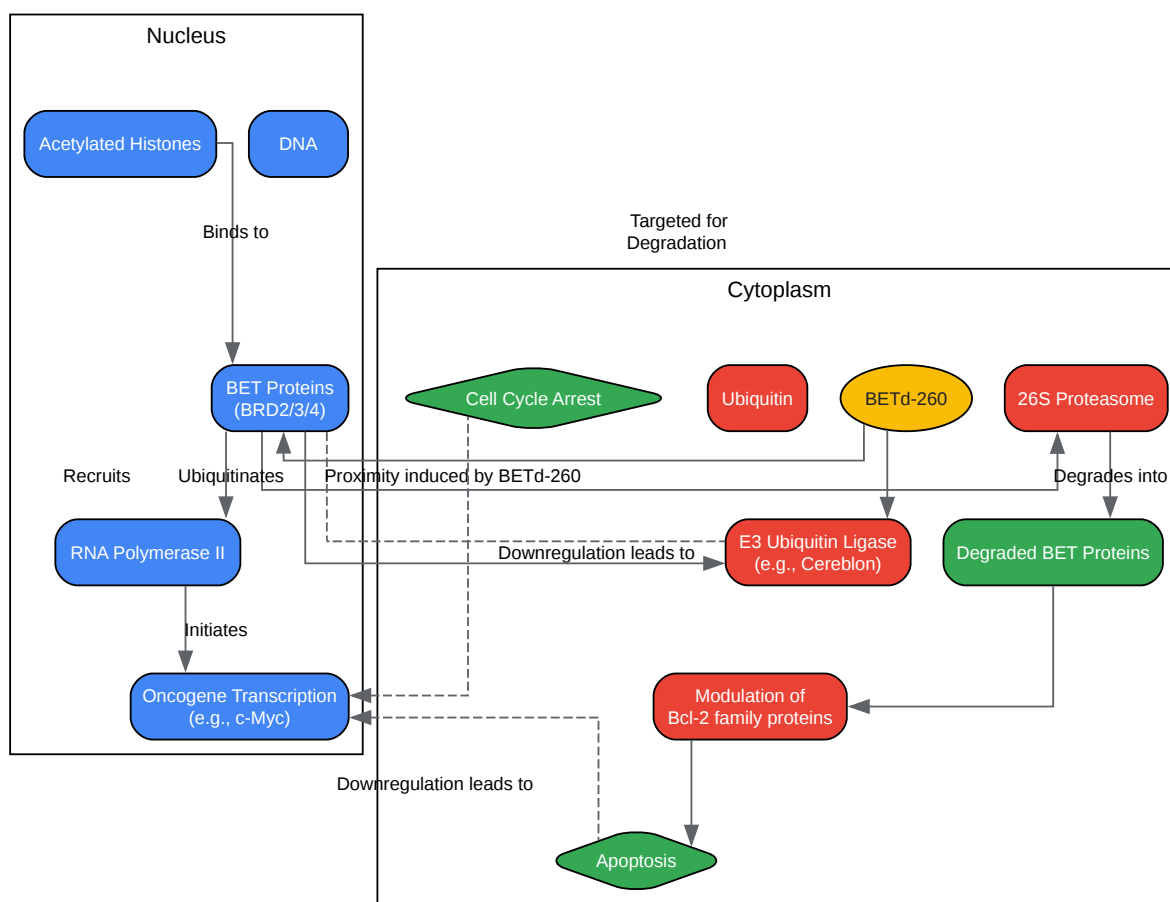 Nucleus
Acetylated Histones
DNA
Binds to
Targeted for
Degradation
Cytoplasm
BET Proteins
(BRD2/3/4)
Cell Cycle Arrest
Ubiquitin
BETd-260
26S Proteasome
Recruits
Ubiquitinates
Proximity induced by BETd-260
Degrades into
RNA Polymerase II
Downregulation leads to
E3 Ubiquitin Ligase
(e.g., Cereblon)
Degraded BET Proteins
Initiates
Oncogene Transcription
(e.g., c-Myc)
Modulation of
Bcl-2 family proteins
Downregulation leads to
Apoptosis